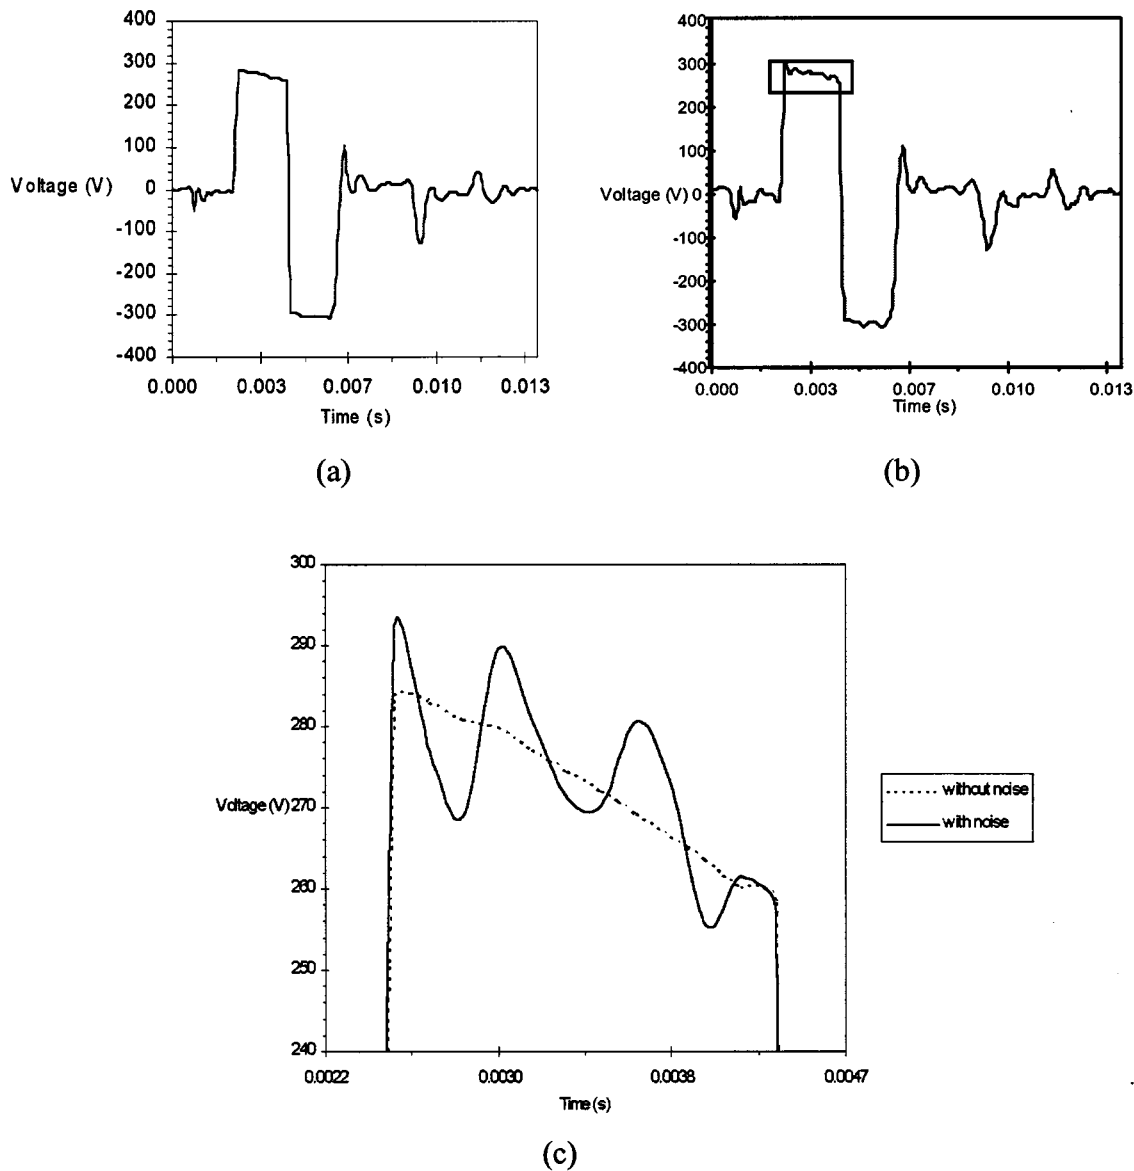 400
300
200
100
Voltage (V)
0
-100
-200
-300
-400
0.000 0.003 0.007 0.010 0.013
Time (s)
(a)
400
300
200
100
Voltage (V) 0
-100
-200
-300
-400
0.000 0.003 0.007 0.010 0.013
Time (s)
(b)
300
290
280
Voltage (V) 270
260
250
240
0.0022 0.0030 0.0038 0.0047
Time (s)
without noise
with noise
(c)